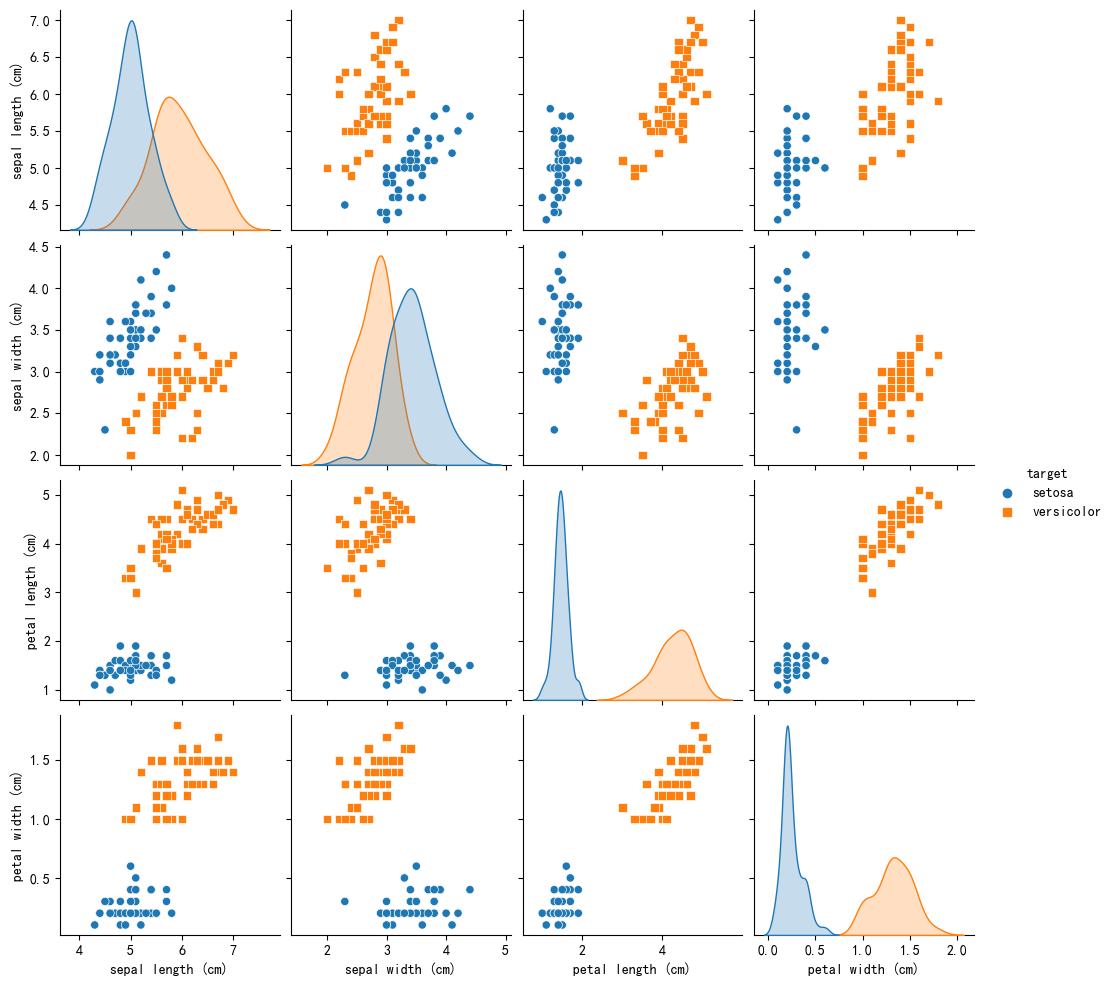 7.0
6.5
6.0
5.5
5.0
4.5
sepal length (cm)
4.5
4.0
3.5
3.0
2.5
2.0
sepal width (cm)
target
setosa
versicolor
5
4
3
2
1
petal length (cm)
1.5
1.0
0.5
petal width (cm)
4 5 6 7
2 3 4 5
2 4
0.0 0.5 1.0 1.5 2.0
sepal length (cm)
sepal width (cm)
petal length (cm)
petal width (cm)